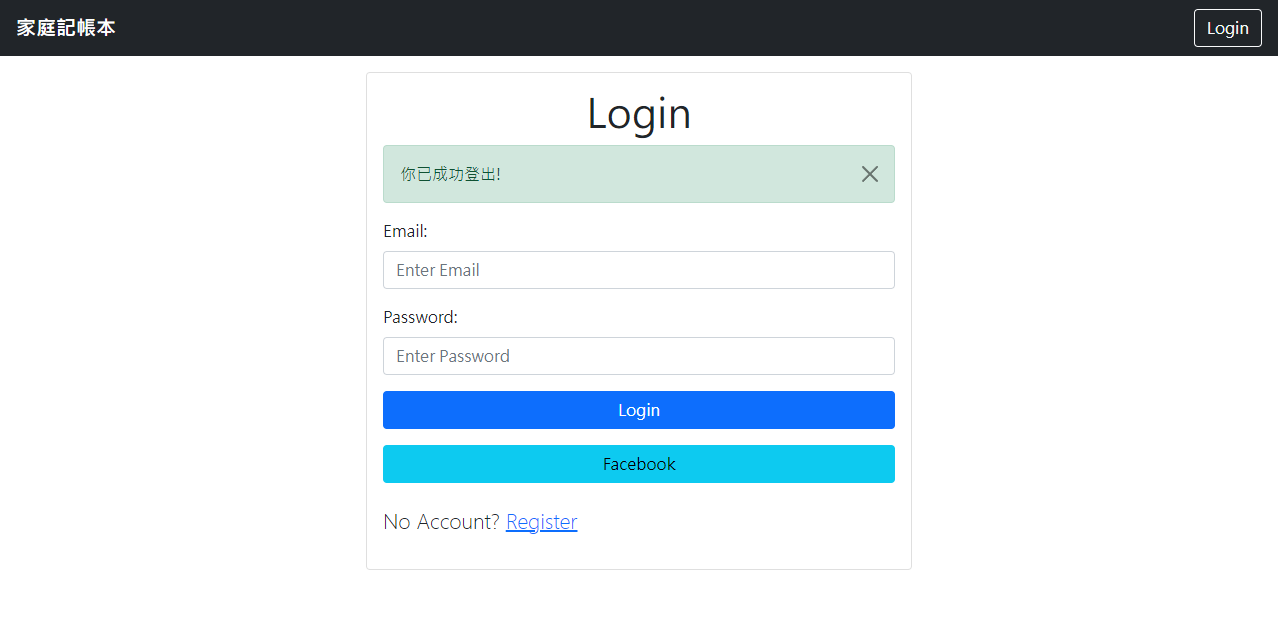 家庭記帳本
Login
Login
你已成功登出!
Email:
Enter Email
Password:
Enter Password
Login
Facebook
No Account? Register